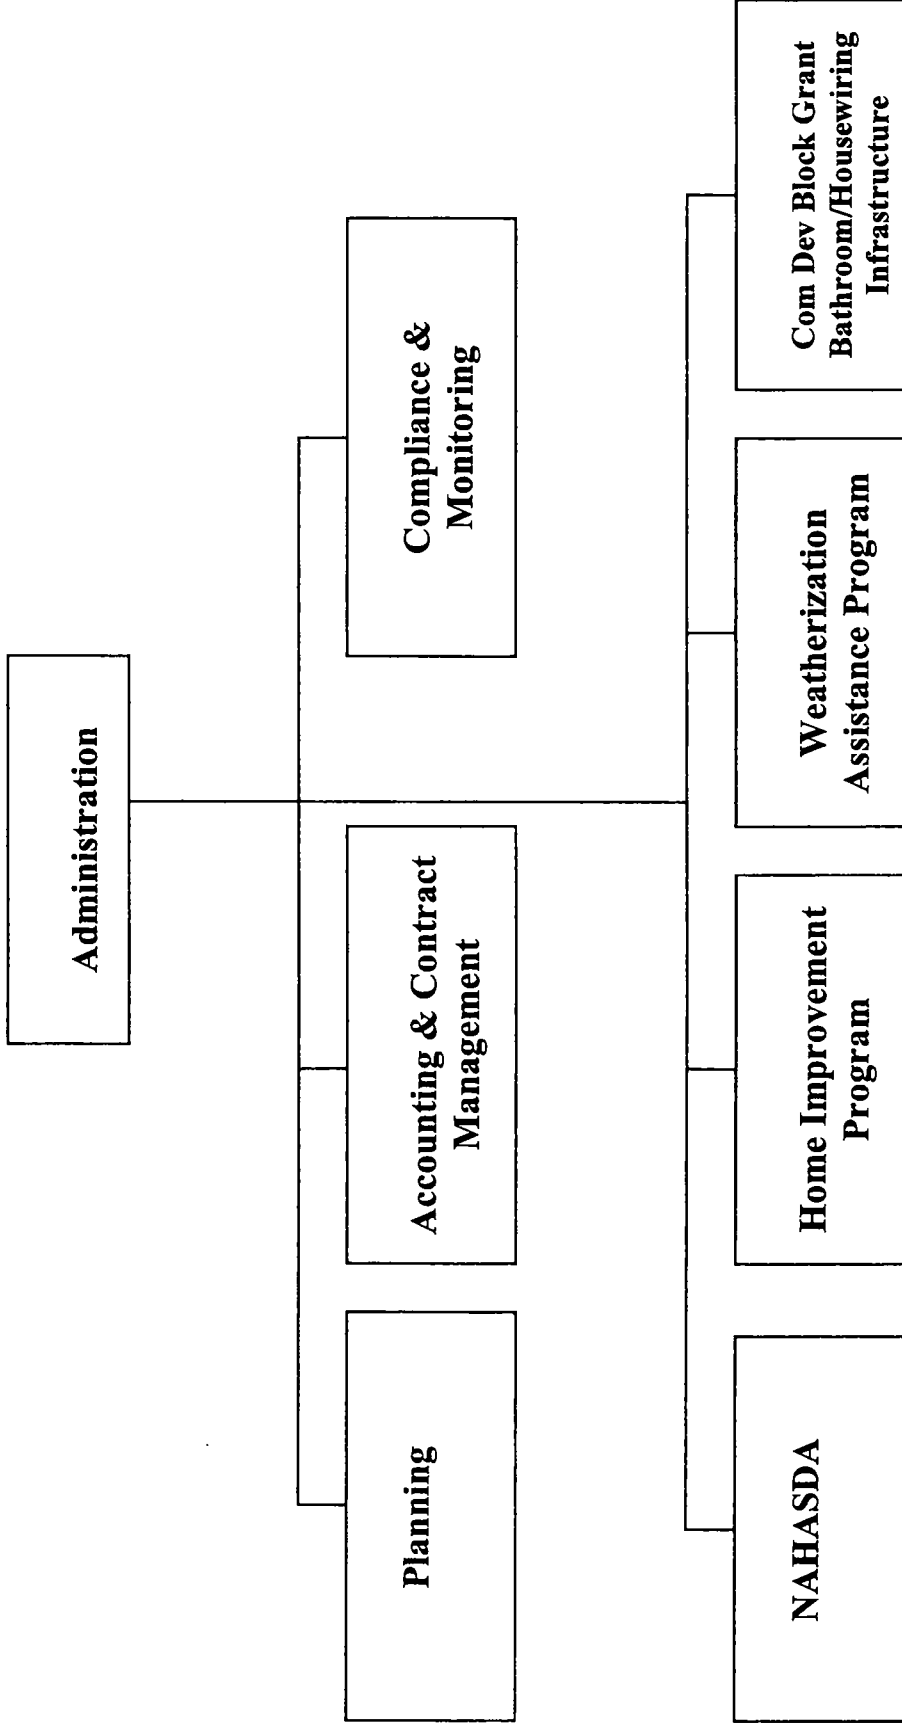 Administration
Planning
Accounting & Contract
Management
Compliance &
Monitoring
NAHASDA
Home Improvement
Program
Weatherization
Assistance Program
Com Dev Block Grant
Bathroom/Housewiring
Infrastructure